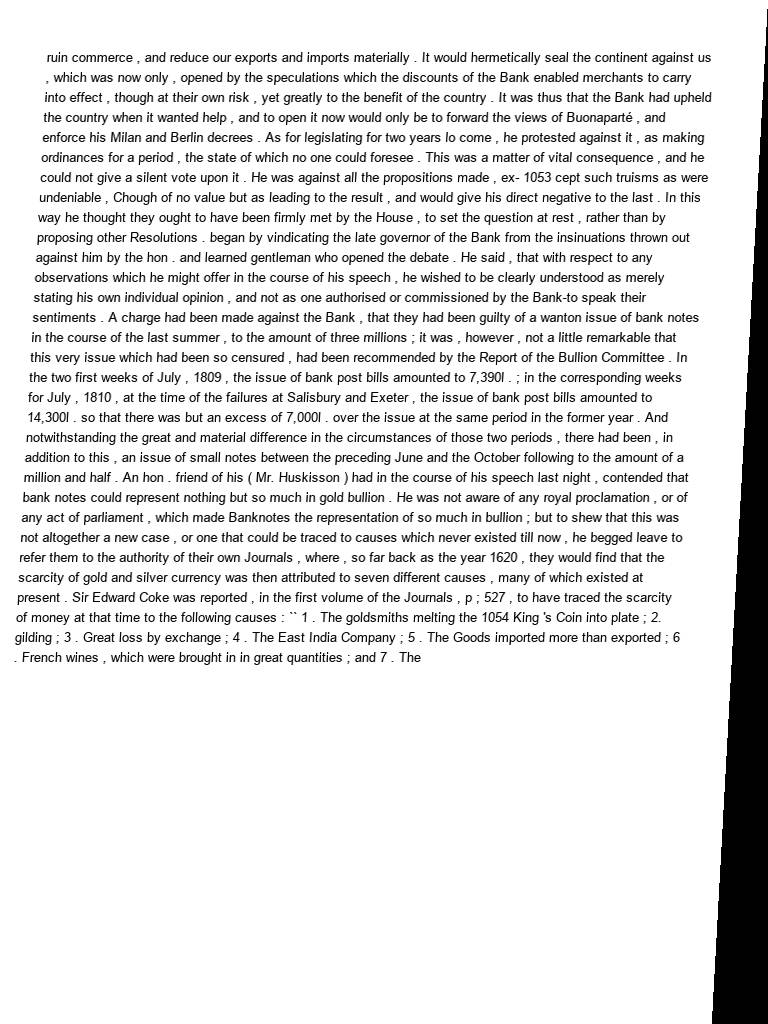 ruin commerce , and reduce our exports and imports materially . It would hermetically seal the continent against us
, which was now only , opened by the speculations which the discounts of the Bank enabled merchants to carry
into effect , though at their own risk , yet greatly to the benefit of the country . It was thus that the Bank had upheld
the country when it wanted help , and to open it now would only be to forward the views of Buonaparté , and
enforce his Milan and Berlin decrees . As for legislating for two years lo come , he protested against it , as making
ordinances for a period , the state of which no one could foresee . This was a matter of vital consequence , and he
could not give a silent vote upon it . He was against all the propositions made , ex- 1053 cept such truisms as were
undeniable , Chough of no value but as leading to the result , and would give his direct negative to the last . In this
way he thought they ought to have been firmly met by the House , to set the question at rest , rather than by
proposing other Resolutions . began by vindicating the late governor of the Bank from the insinuations thrown out
against him by the hon . and learned gentleman who opened the debate . He said , that with respect to any
observations which he might offer in the course of his speech , he wished to be clearly understood as merely
stating his own individual opinion , and not as one authorised or commissioned by the Bank-to speak their
sentiments . A charge had been made against the Bank , that they had been guilty of a wanton issue of bank notes
in the course of the last summer , to the amount of three millions ; it was , however , not a little remarkable that
this very issue which had been so censured , had been recommended by the Report of the Bullion Committee . In
the two first weeks of July , 1809 , the issue of bank post bills amounted to 7,390l . ; in the corresponding weeks
for July , 1810 , at the time of the failures at Salisbury and Exeter , the issue of bank post bills amounted to
14,300l . so that there was but an excess of 7,000l . over the issue at the same period in the former year . And
notwithstanding the great and material difference in the circumstances of those two periods , there had been , in
addition to this , an issue of small notes between the preceding June and the October following to the amount of a
million and half . An hon . friend of his ( Mr. Huskisson ) had in the course of his speech last night , contended that
bank notes could represent nothing but so much in gold bullion . He was not aware of any royal proclamation , or of
any act of parliament , which made Banknotes the representation of so much in bullion ; but to shew that this was
not altogether a new case , or one that could be traced to causes which never existed till now , he begged leave to
refer them to the authority of their own Journals , where , so far back as the year 1620 , they would find that the
scarcity of gold and silver currency was then attributed to seven different causes , many of which existed at
present . Sir Edward Coke was reported , in the first volume of the Journals , p ; 527 , to have traced the scarcity
of money at that time to the following causes : `` 1 . The goldsmiths melting the 1054 King 's Coin into plate ; 2.
gilding ; 3 . Great loss by exchange ; 4 . The East India Company ; 5 . The Goods imported more than exported ; 6
. French wines , which were brought in in great quantities ; and 7 . The